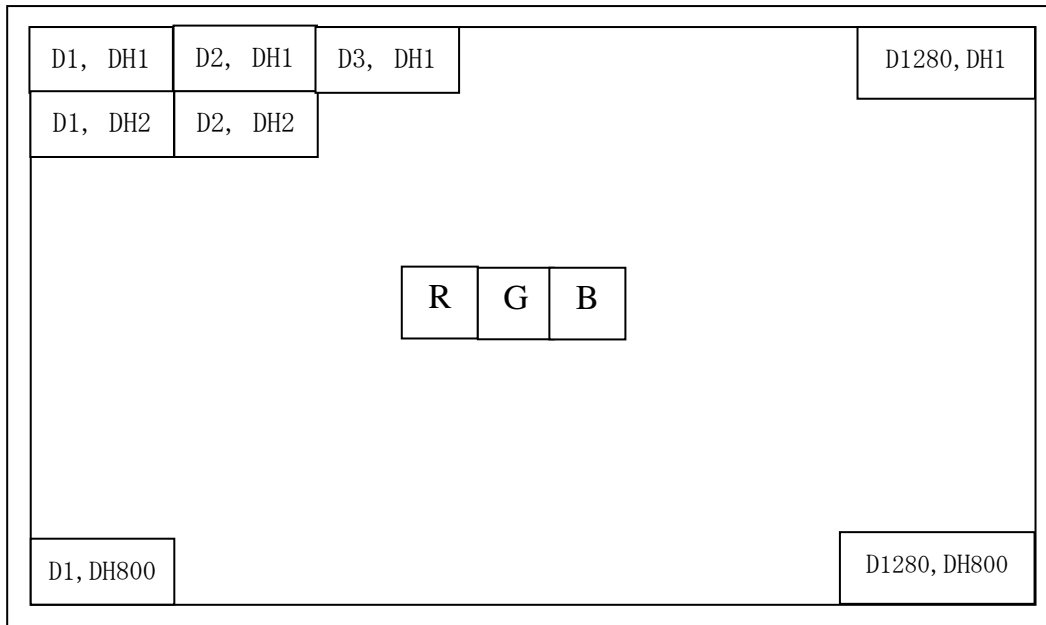 D1, DH1 D2, DH1 D3, DH1 D1280,DH1
D1, DH2 D2, DH2
R G B
D1,DH800 D1280,DH800